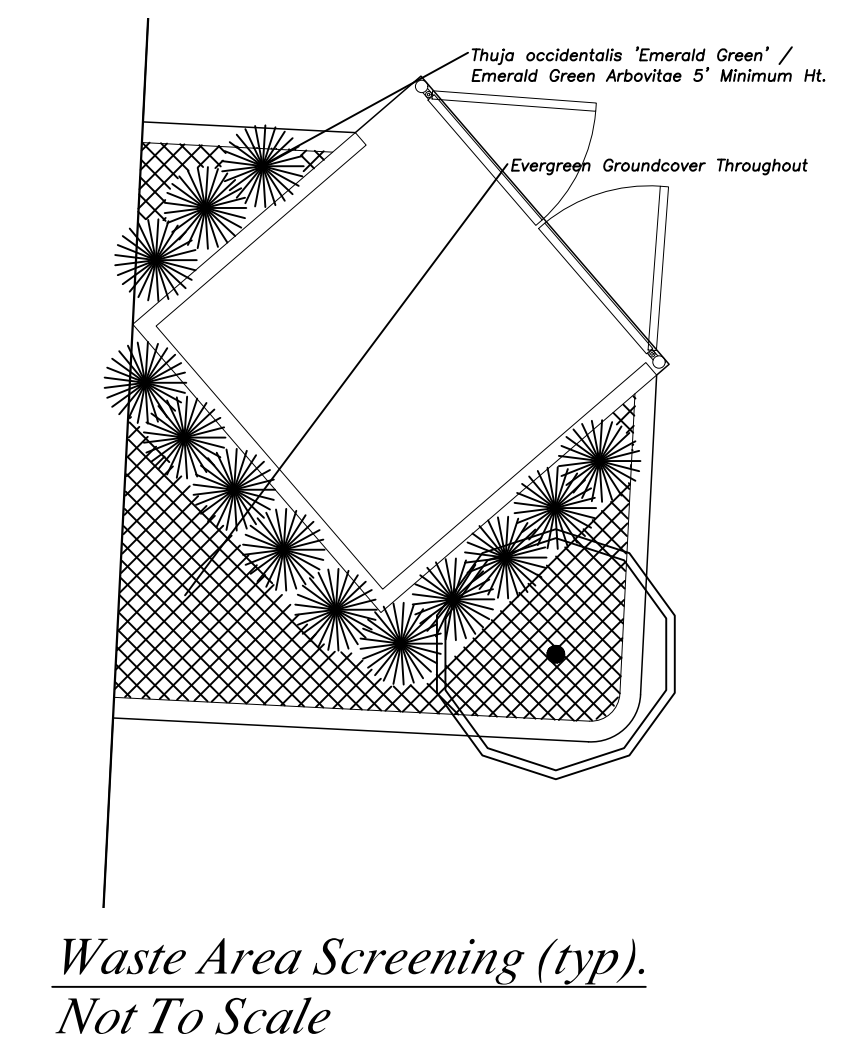 Thuja occidentalis 'Emerald Green' /
Emerald Green Arbovitae 5' Minimum Ht.
Evergreen Groundcover Throughout
Waste Area Screening (typ).
Not To Scale